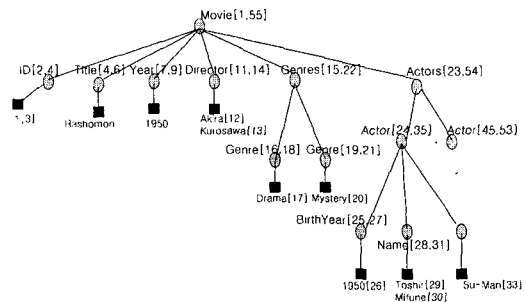 Movie[1,55]
ID[2,4]
Title[4,6]
Year[7,9]
Director[11,14]
Genres[15,22]
Actors[23,54]
1,3]
Rashomon
1950
Akra[12]
Kurosawa[13]
Actor[24,35]
Actor[45,53]
Genre[16,18]
Genre[19,21]
Drama[17]
Mystery[20]
BirthYear[25,27]
Name[28,31]
1950[26]
Toshir[29]
Mifune[30]
Su-Man[33]